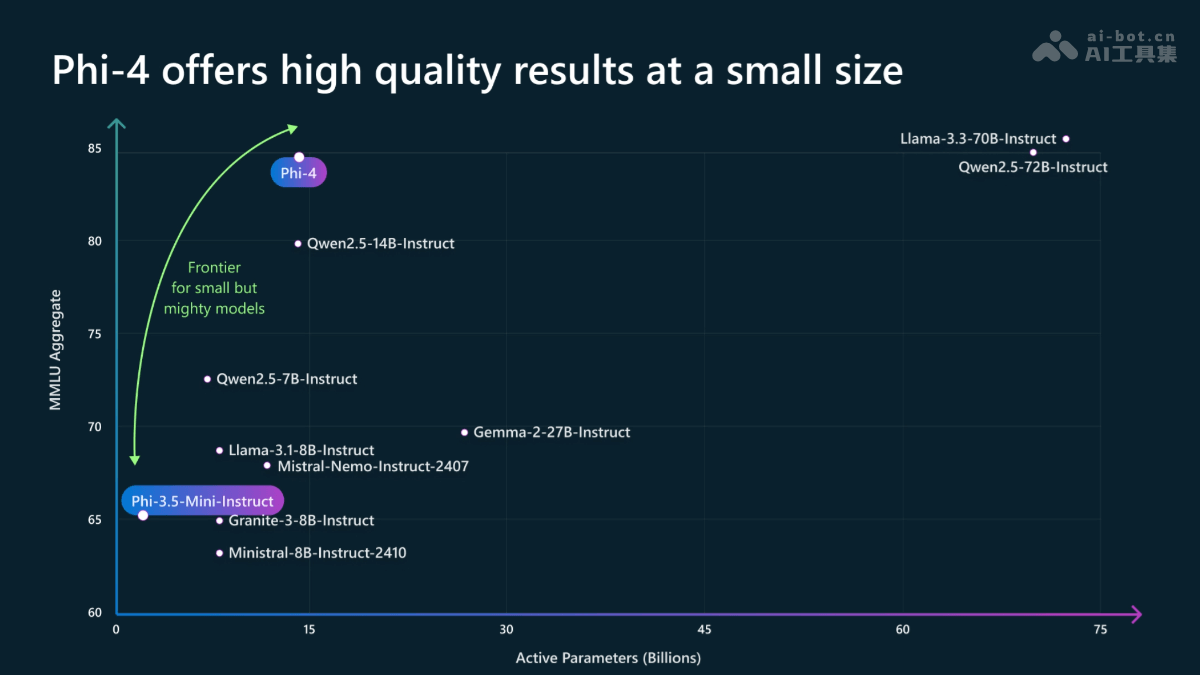 ai-bot.cn
AI工具集
Phi-4 offers high quality results at a small size
85
80
75
70
65
60
MMLU Aggregate
Llama-3.3-70B-Instruct
Qwen2.5-72B-Instruct
Phi-4
Qwen2.5-14B-Instruct
Frontier
for small but
mighty models
Qwen2.5-7B-Instruct
Gemma-2-27B-Instruct
Llama-3.1-8B-Instruct
Mistral-Nemo-Instruct-2407
Phi-3.5-Mini-Instruct
Granite-3-8B-Instruct
Ministral-8B-Instruct-2410
0
15
30
45
60
75
Active Parameters (Billions)